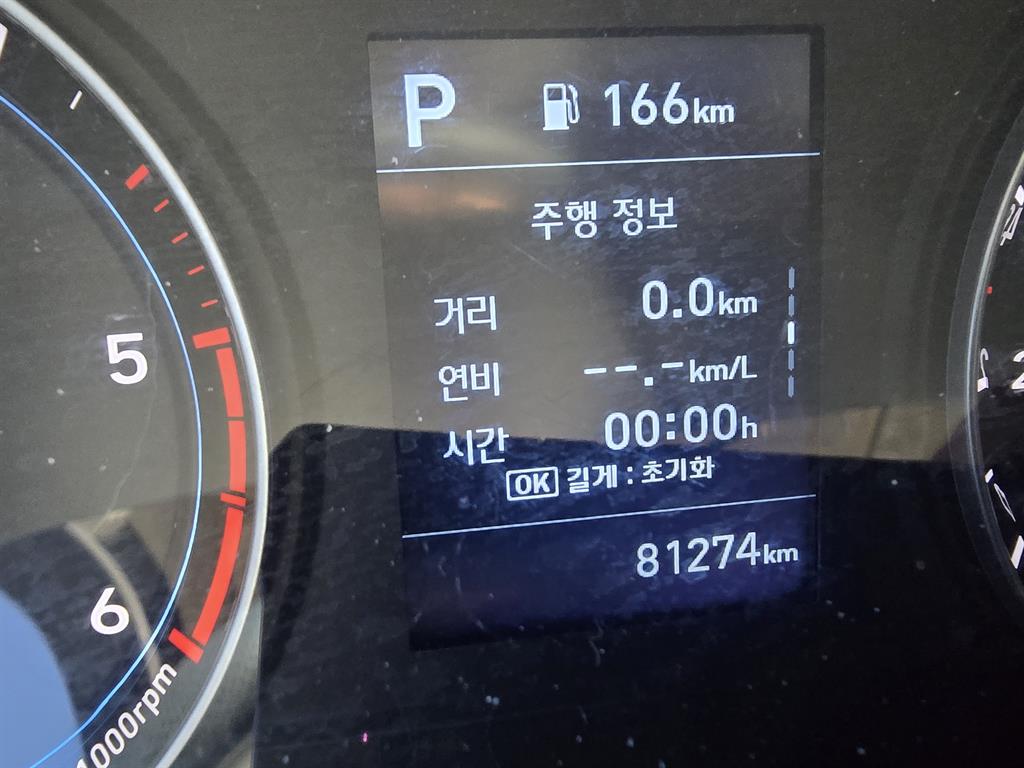 P 166km
주행 정보
거리 0.0km
연비 --.-km/L
시간 00:00h
OK 길게 : 초기화
81274km
5
6
1000rpm
2